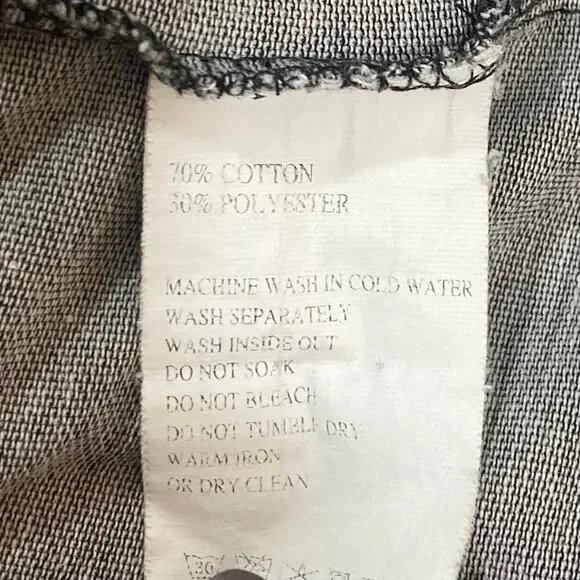 70% COTTON
30% POLYESTER
MACHINE WASH IN COLD WATER
WASH SEPARATELY
WASH INSIDE OUT
DO NOT SOAK
DO NOT BLEACH
DO NOT TUMBLE DRY
WARM IRON
OR DRY CLEAN
30